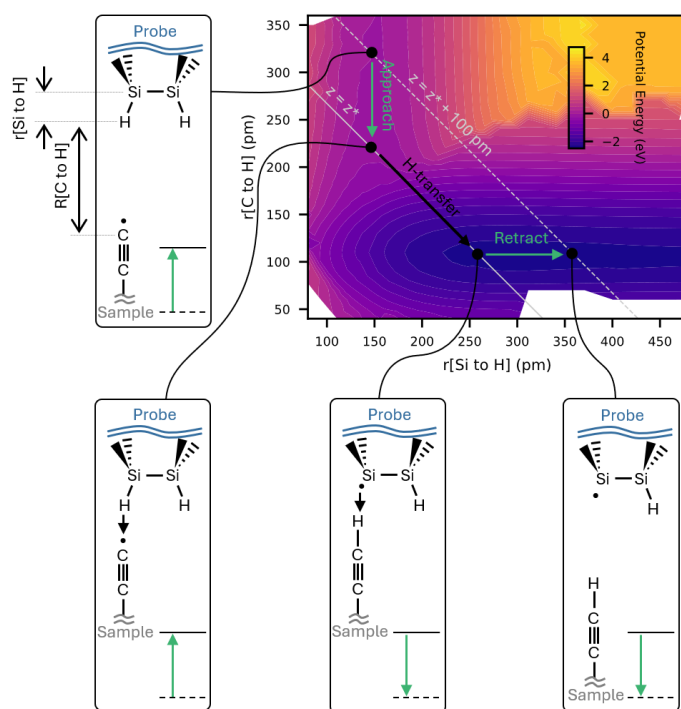 Probe
Si
Si
H
H
r[Si to H]
R[C to H]
C
C
Sample
350
300
250
200
150
100
50
r[C to H] (pm)
100
150
200
250
300
350
400
450
r[Si to H] (pm)
z = z*
z = z* + 100 pm
Approach
H-transfer
Retract
4
2
0
−2
Potential Energy (eV)
Probe
Si
Si
H
H
C
C
Sample
Probe
Si
Si
H
H
C
C
Sample
Probe
Si
Si
H
H
C
C
Sample